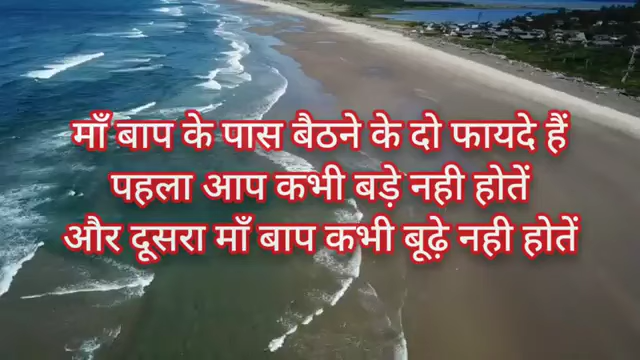 माँ बाप के पास बैठने के दो फायदे हैं
पहला आप कभी बड़े नही होतें
और दूसरा माँ बाप कभी बूढ़े नही होतें